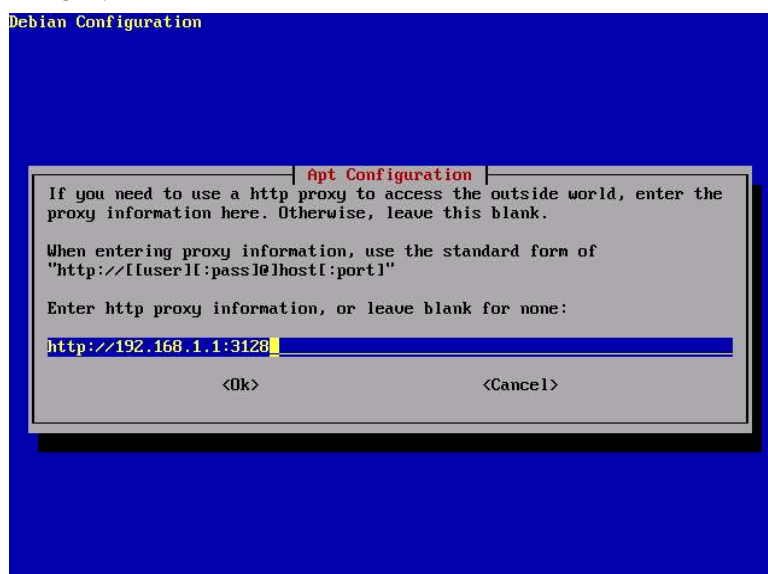 Debian Configuration
Apt Configuration
If you need to use a http proxy to access the outside world, enter the
proxy information here. Otherwise, leave this blank.
When entering proxy information, use the standard form of
"http://[[user][:pass]@]host[:port]"
Enter http proxy information, or leave blank for none:
http://192.168.1.1:3128
<Ok> <Cancel>